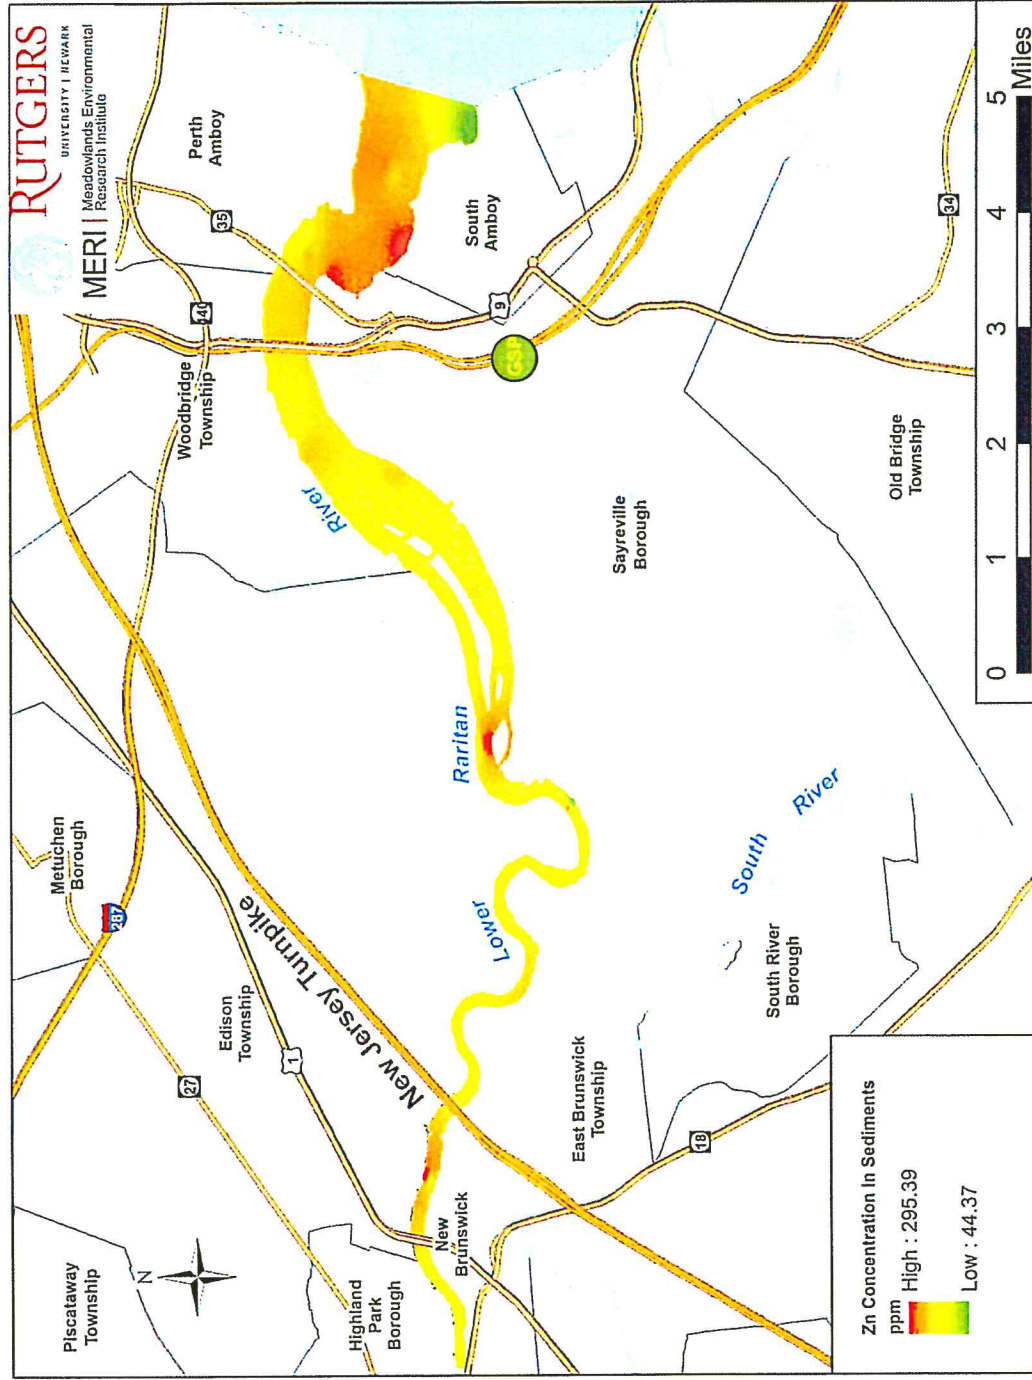 RUTGERS
UNIVERSITY | NEWARK
MERI | Meadowlands Environmental
Research Institute
Piscataway
Township
N
Highland
Park
Borough
New
Brunswick
27
1
Edison
Township
287
Metuchen
Borough
New Jersey Turnpike
Woodbridge
Township
440
35
Perth
Amboy
South
Amboy
9
GSP
Lower
Raritan
River
Sayreville
Borough
East Brunswick
Township
18
South River
Borough
South
River
Old Bridge
Township
34
Zn Concentration In Sediments
ppm
High : 295.39
Low : 44.37
0 1 2 3 4 5
Miles